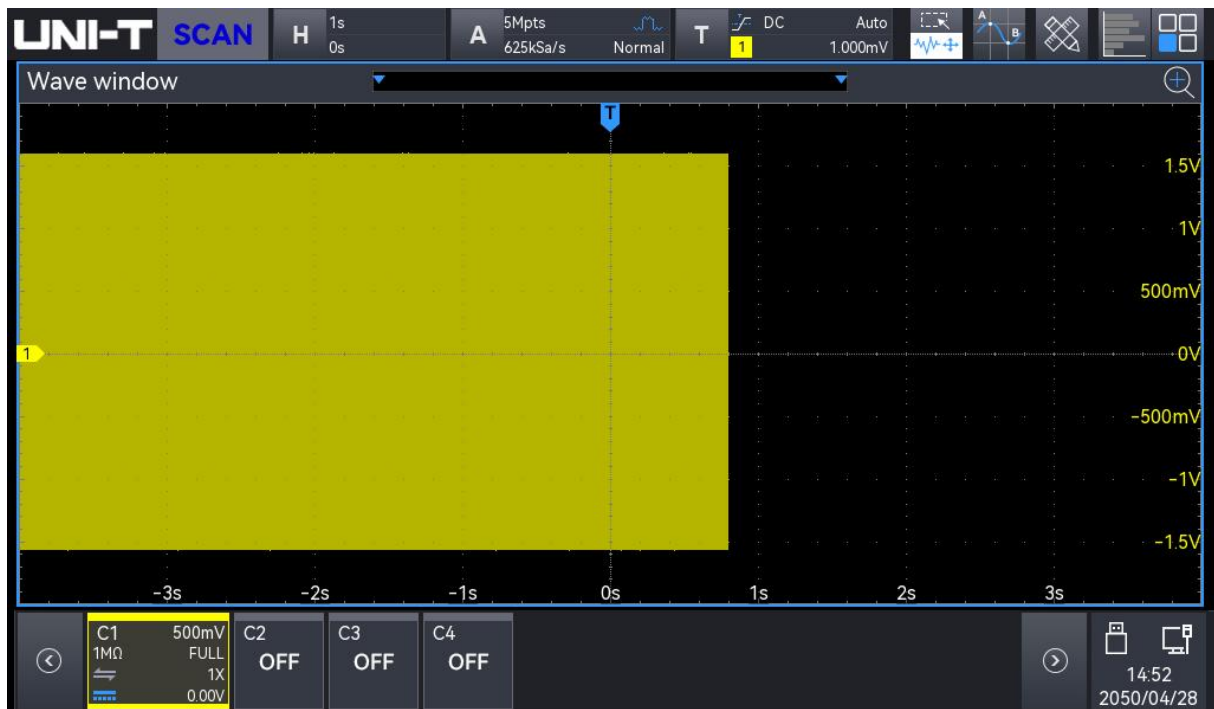 UNI-T SCAN H 1s 0s A 5Mpts 625kSa/s Normal T DC 1 Auto 1.000mV A B
Wave window
T
1.5V
1V
500mV
1 0V
-500mV
-1V
-1.5V
-3s -2s -1s 0s 1s 2s 3s
C1 500mV C2 C3 C4
1MΩ FULL OFF OFF OFF
1X
0.00V
14:52
2050/04/28